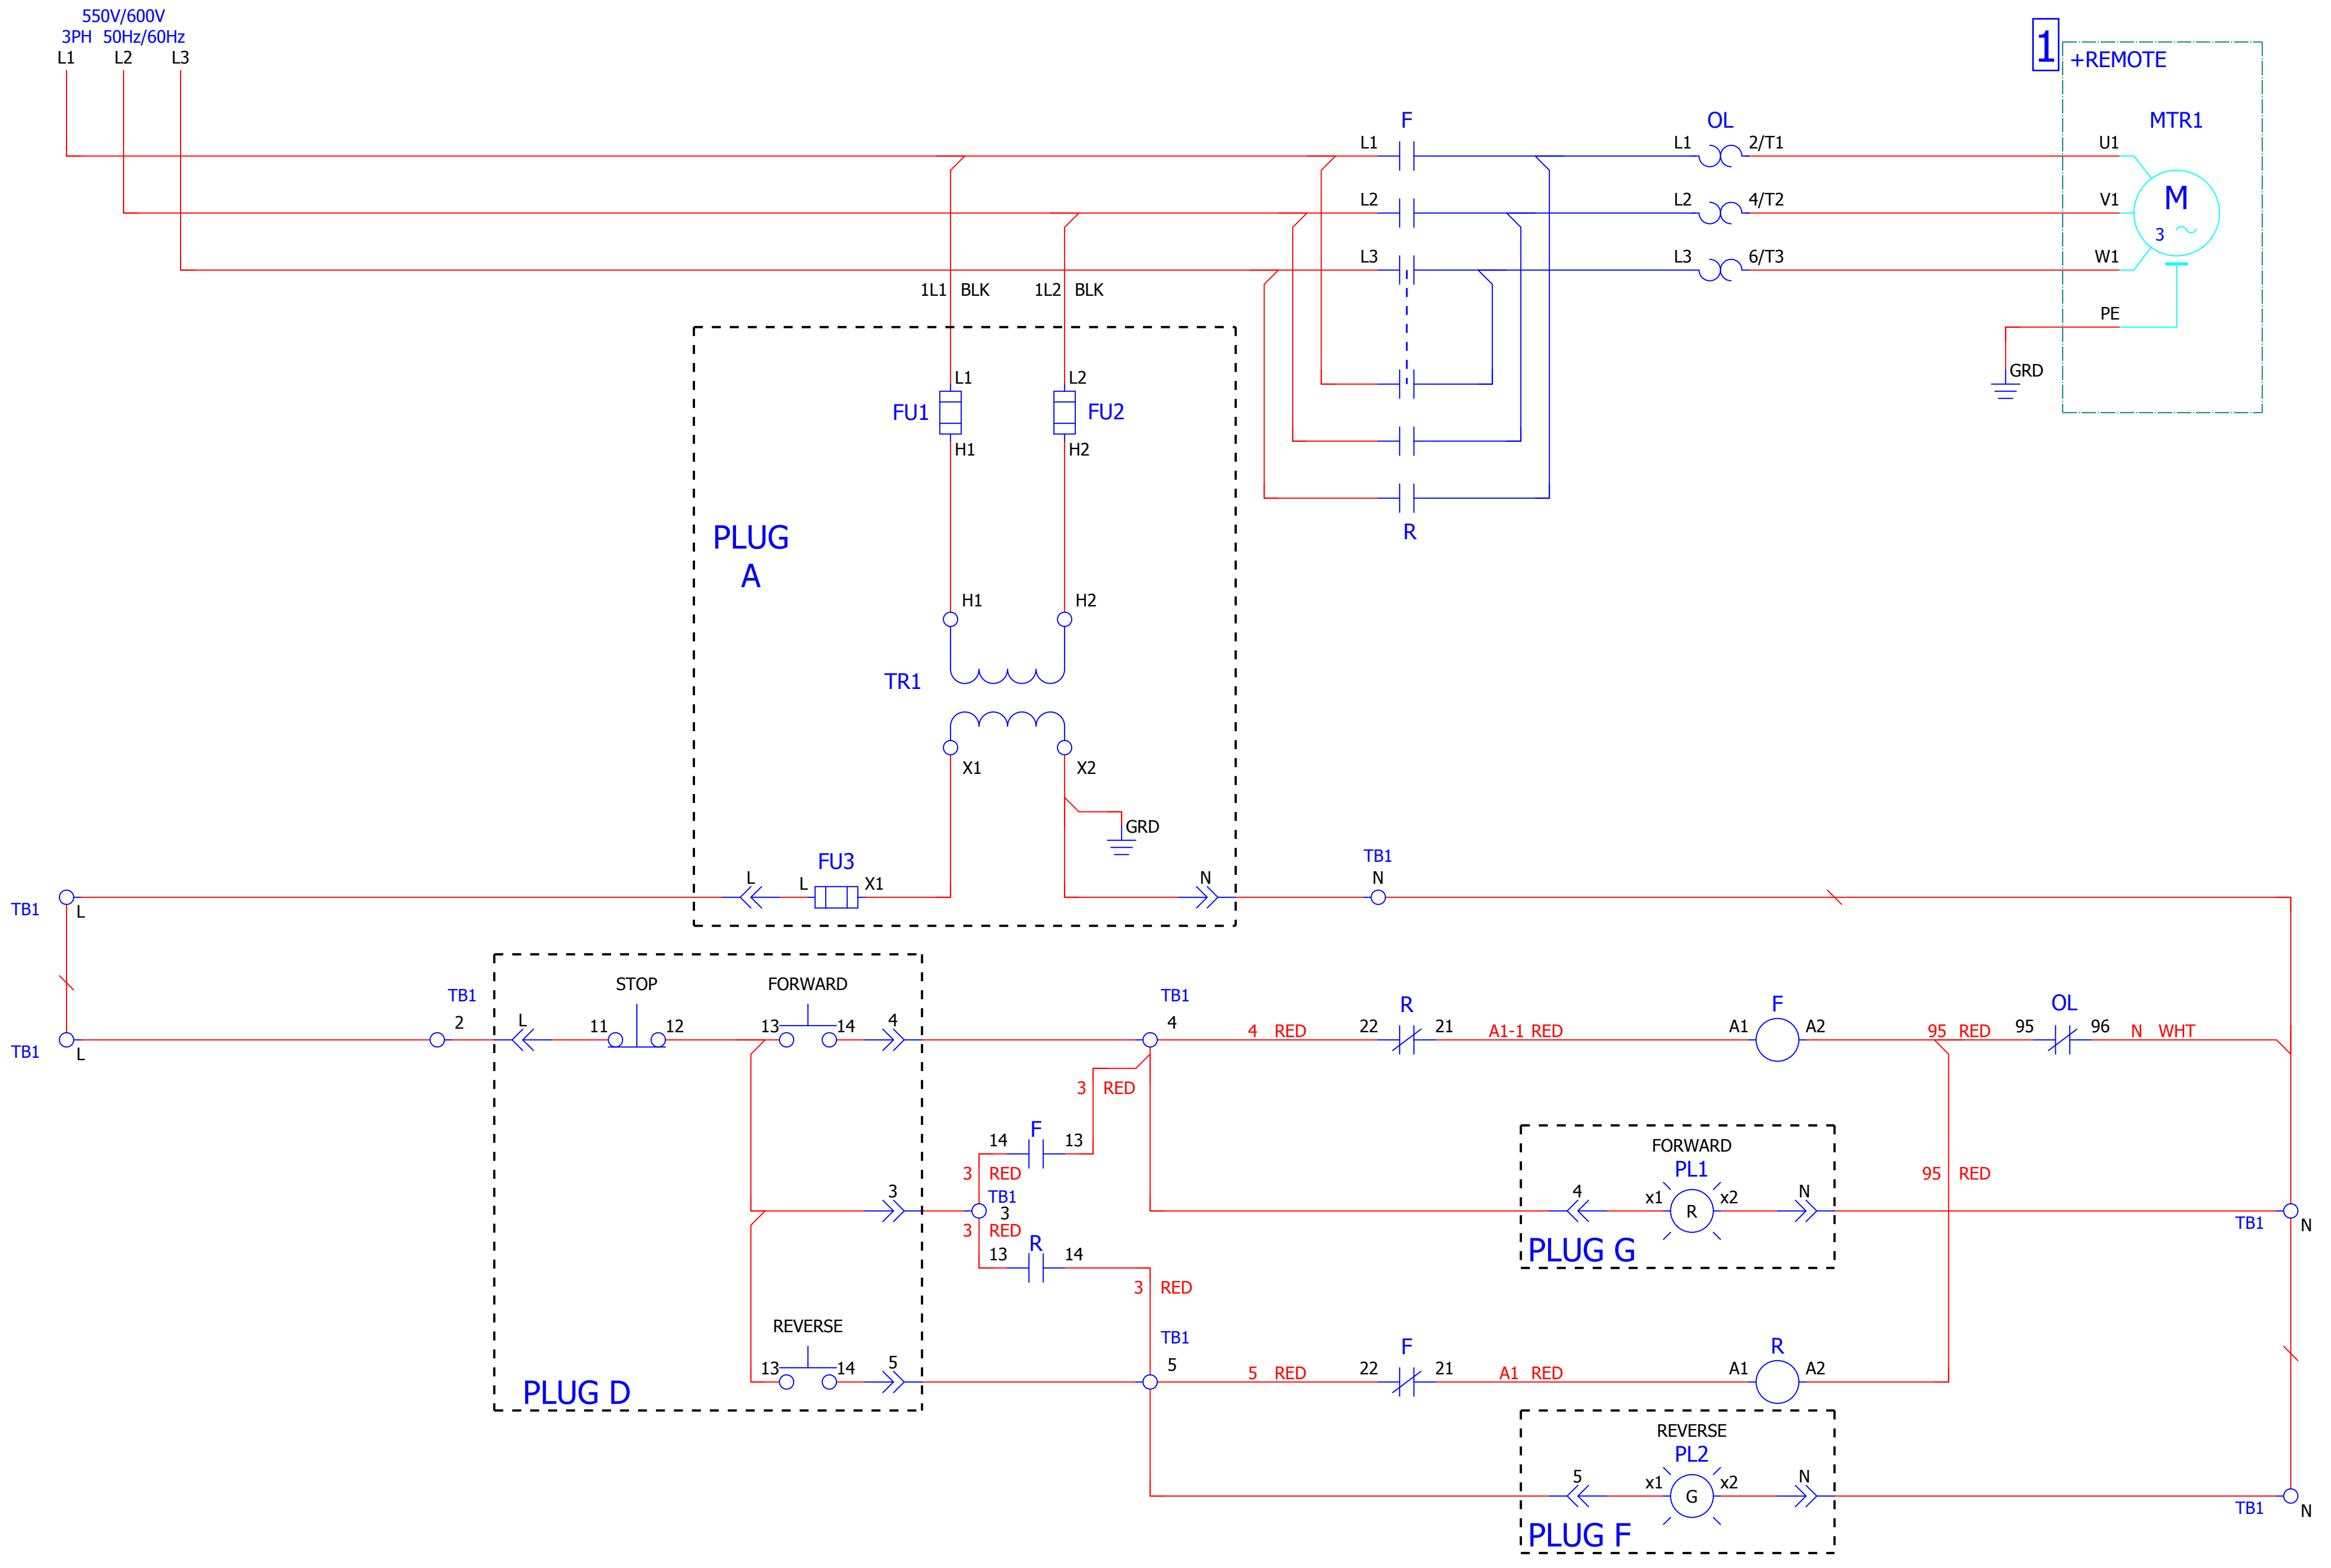 550V/600V
3PH 50Hz/60Hz
L1 L2 L3
1
+REMOTE
F
OL
MTR1
L1
L1
2/T1
U1
L2
L2
4/T2
V1
M
3
L3
L3
6/T3
W1
1L1 BLK
1L2 BLK
PE
GRD
L1
L2
FU1
FU2
H1
H2
R
PLUG
A
H1
H2
TR1
X1
X2
GRD
FU3
L
L
X1
N
TB1
N
TB1
L
STOP
FORWARD
TB1
2
L
11
12
13
14
4
TB1
4
4 RED
R
22
21
A1-1 RED
F
A1
A2
95 RED
OL
95
96
N WHT
TB1
L
3 RED
F
14
13
3 RED
TB1
3
3
3 RED
R
13
14
3 RED
FORWARD
PL1
4
x1
R
x2
N
PLUG G
95 RED
TB1
N
REVERSE
13
14
5
PLUG D
TB1
5
5 RED
F
22
21
A1 RED
R
A1
A2
REVERSE
PL2
5
x1
G
x2
N
PLUG F
TB1
N